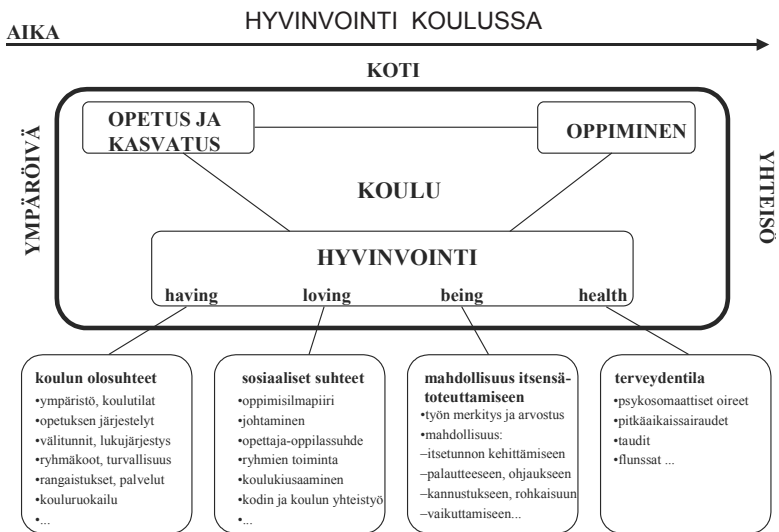 HYVINVOINTI KOULUSSA
AIKA
KOTI
YMPÄRÖIVÄ
YHTEISÖ
OPETUS JA
KASVATUS
OPPIMINEN
KOULU
HYVINVOINTI
having loving being health
koulun olosuhteet
•ympäristö, koulutilat
•opetuksen järjestelyt
•välitunnit, lukujärjestys
•ryhmäkoot, turvallisuus
•rangaistukset, palvelut
•kouluruokailu
•...
sosiaaliset suhteet
•oppimisilmapiiri
•johtaminen
•opettaja-oppilassuhde
•ryhmien toiminta
•koulukiusaaminen
•kodin ja koulun yhteistyö
•...
mahdollisuus itsensä-
toteuttamiseen
•työn merkitys ja arvostus
•mahdollisuus:
–itsetunnon kehittämiseen
–palautteeseen, ohjaukseen
–kannustukseen, rohkaisuun
–vaikuttamiseen...
terveydentila
•psykosomaattiset oireet
•pitkäaikaissairaudet
•taudit
•flunssat ...